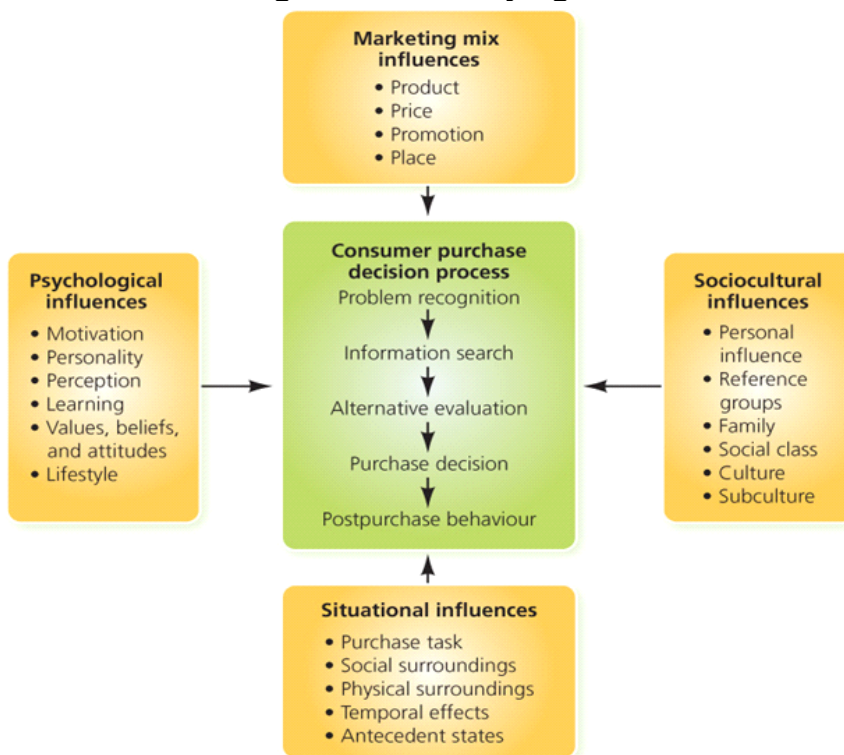 Marketing mix
influences
• Product
• Price
• Promotion
• Place
Psychological
influences
• Motivation
• Personality
• Perception
• Learning
• Values, beliefs,
and attitudes
• Lifestyle
Consumer purchase
decision process
Problem recognition
Information search
Alternative evaluation
Purchase decision
Postpurchase behaviour
Sociocultural
influences
• Personal
influence
• Reference
groups
• Family
• Social class
• Culture
• Subculture
Situational influences
• Purchase task
• Social surroundings
• Physical surroundings
• Temporal effects
• Antecedent states